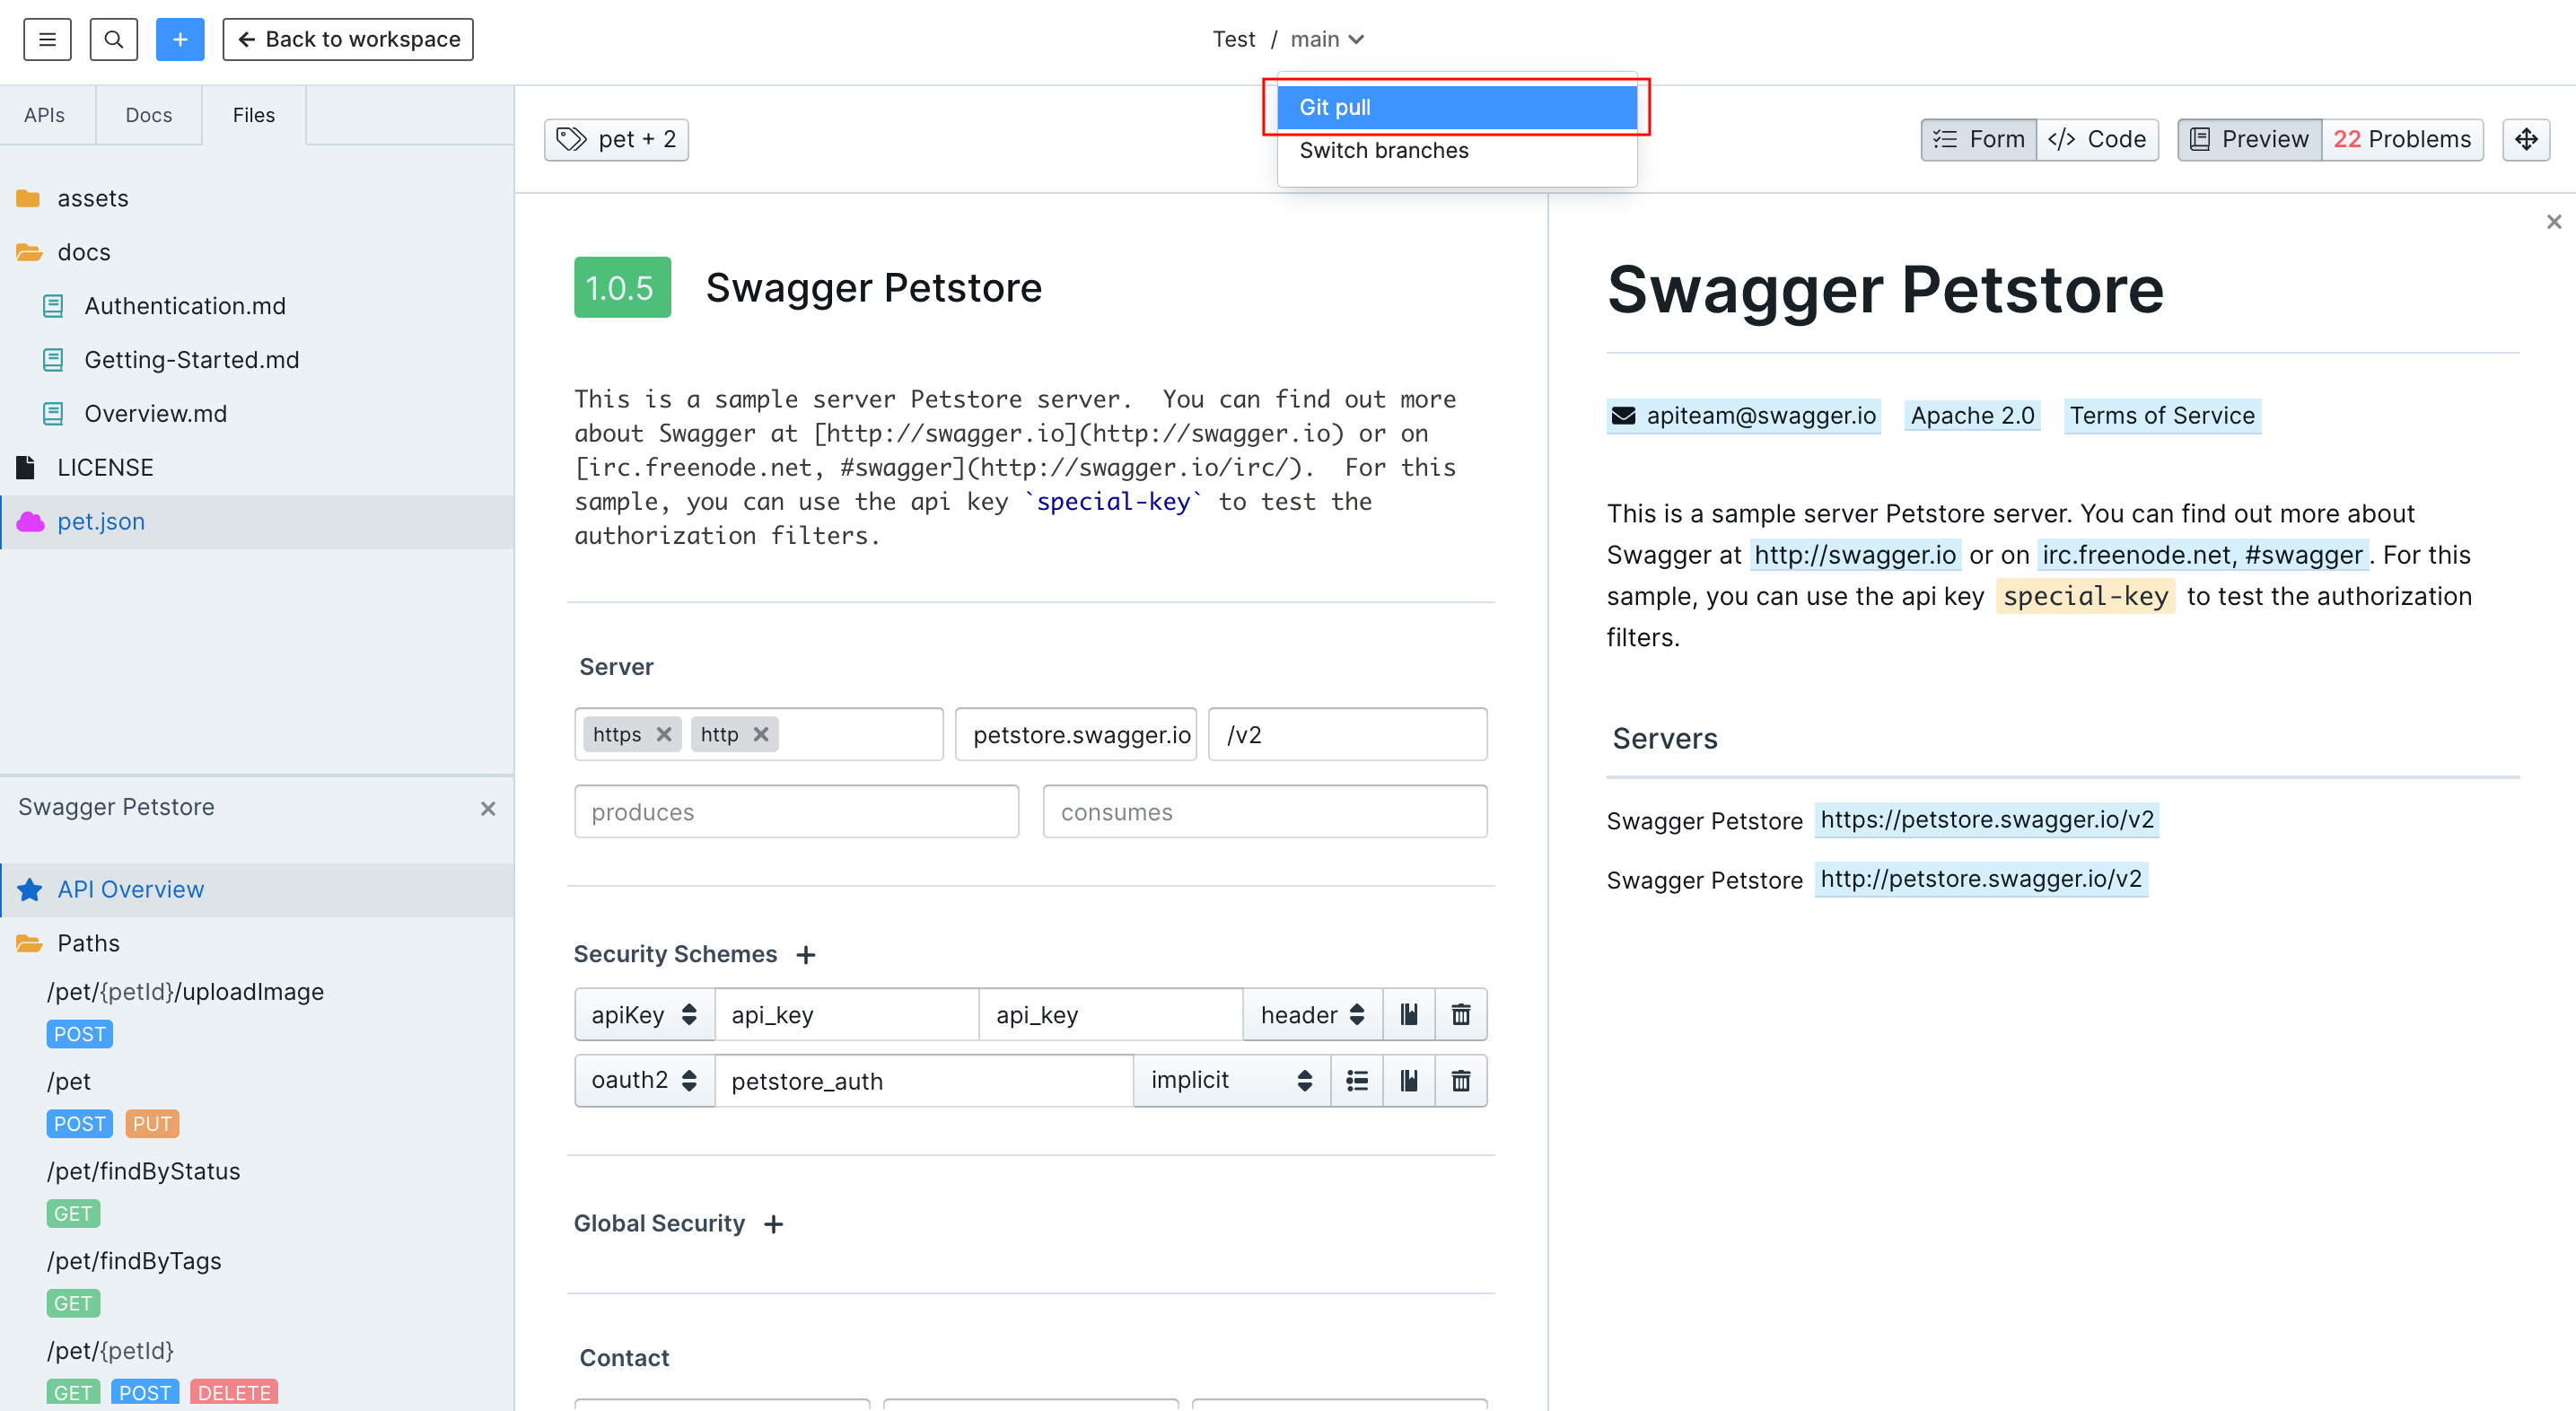 + Back to workspace
Test / main
Git pull
Switch branches
APIs Docs Files
assets
docs
Authentication.md
Getting-Started.md
Overview.md
LICENSE
pet.json
Swagger Petstore
API Overview
Paths
/pet/{petId}/uploadImage
POST
/pet
POST PUT
/pet/findByStatus
GET
/pet/findByTags
GET
/pet/{petId}
GET POST DELETE
pet + 2
Form </> Code Preview 22 Problems
1.0.5 Swagger Petstore
This is a sample server Petstore server.  You can find out more
about Swagger at [http://swagger.io](http://swagger.io) or on
[irc.freenode.net, #swagger](http://swagger.io/irc/).  For this
sample, you can use the api key `special-key` to test the
authorization filters.
Server
https http petstore.swagger.io /v2
produces consumes
Security Schemes +
apiKey api_key api_key header
oauth2 petstore_auth implicit
Global Security +
Contact
Swagger Petstore
apiteam@swagger.io Apache 2.0 Terms of Service
This is a sample server Petstore server. You can find out more about
Swagger at http://swagger.io or on irc.freenode.net, #swagger. For this
sample, you can use the api key special-key to test the authorization
filters.
Servers
Swagger Petstore https://petstore.swagger.io/v2
Swagger Petstore http://petstore.swagger.io/v2